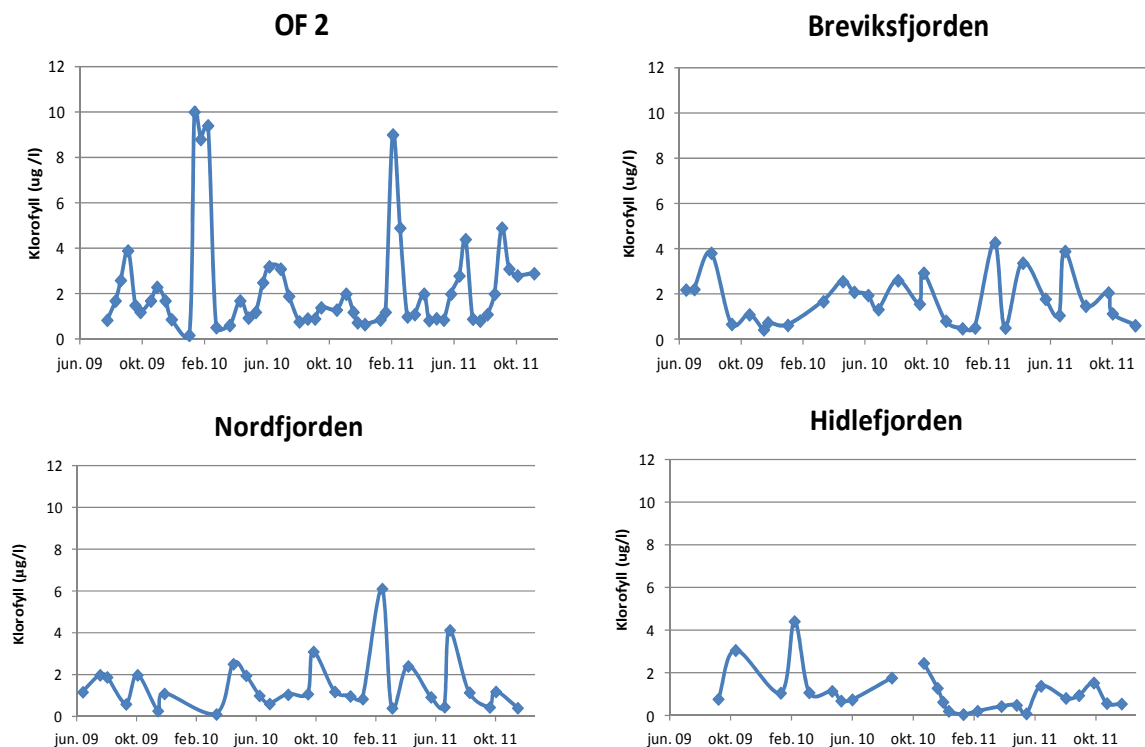 OF 2
Klorofyll (ug /l)
12
10
8
6
4
2
0
jun. 09 okt. 09 feb. 10 jun. 10 okt. 10 feb. 11 jun. 11 okt. 11
Breviksfjorden
Klorofyll (ug/l)
12
10
8
6
4
2
0
jun. 09 okt. 09 feb. 10 jun. 10 okt. 10 feb. 11 jun. 11 okt. 11
Nordfjorden
Klorofyll (µg/l)
12
10
8
6
4
2
0
jun. 09 okt. 09 feb. 10 jun. 10 okt. 10 feb. 11 jun. 11 okt. 11
Hidlefjorden
Klorofyll (ug/l)
12
10
8
6
4
2
0
jun. 09 okt. 09 feb. 10 jun. 10 okt. 10 feb. 11 jun. 11 okt. 11